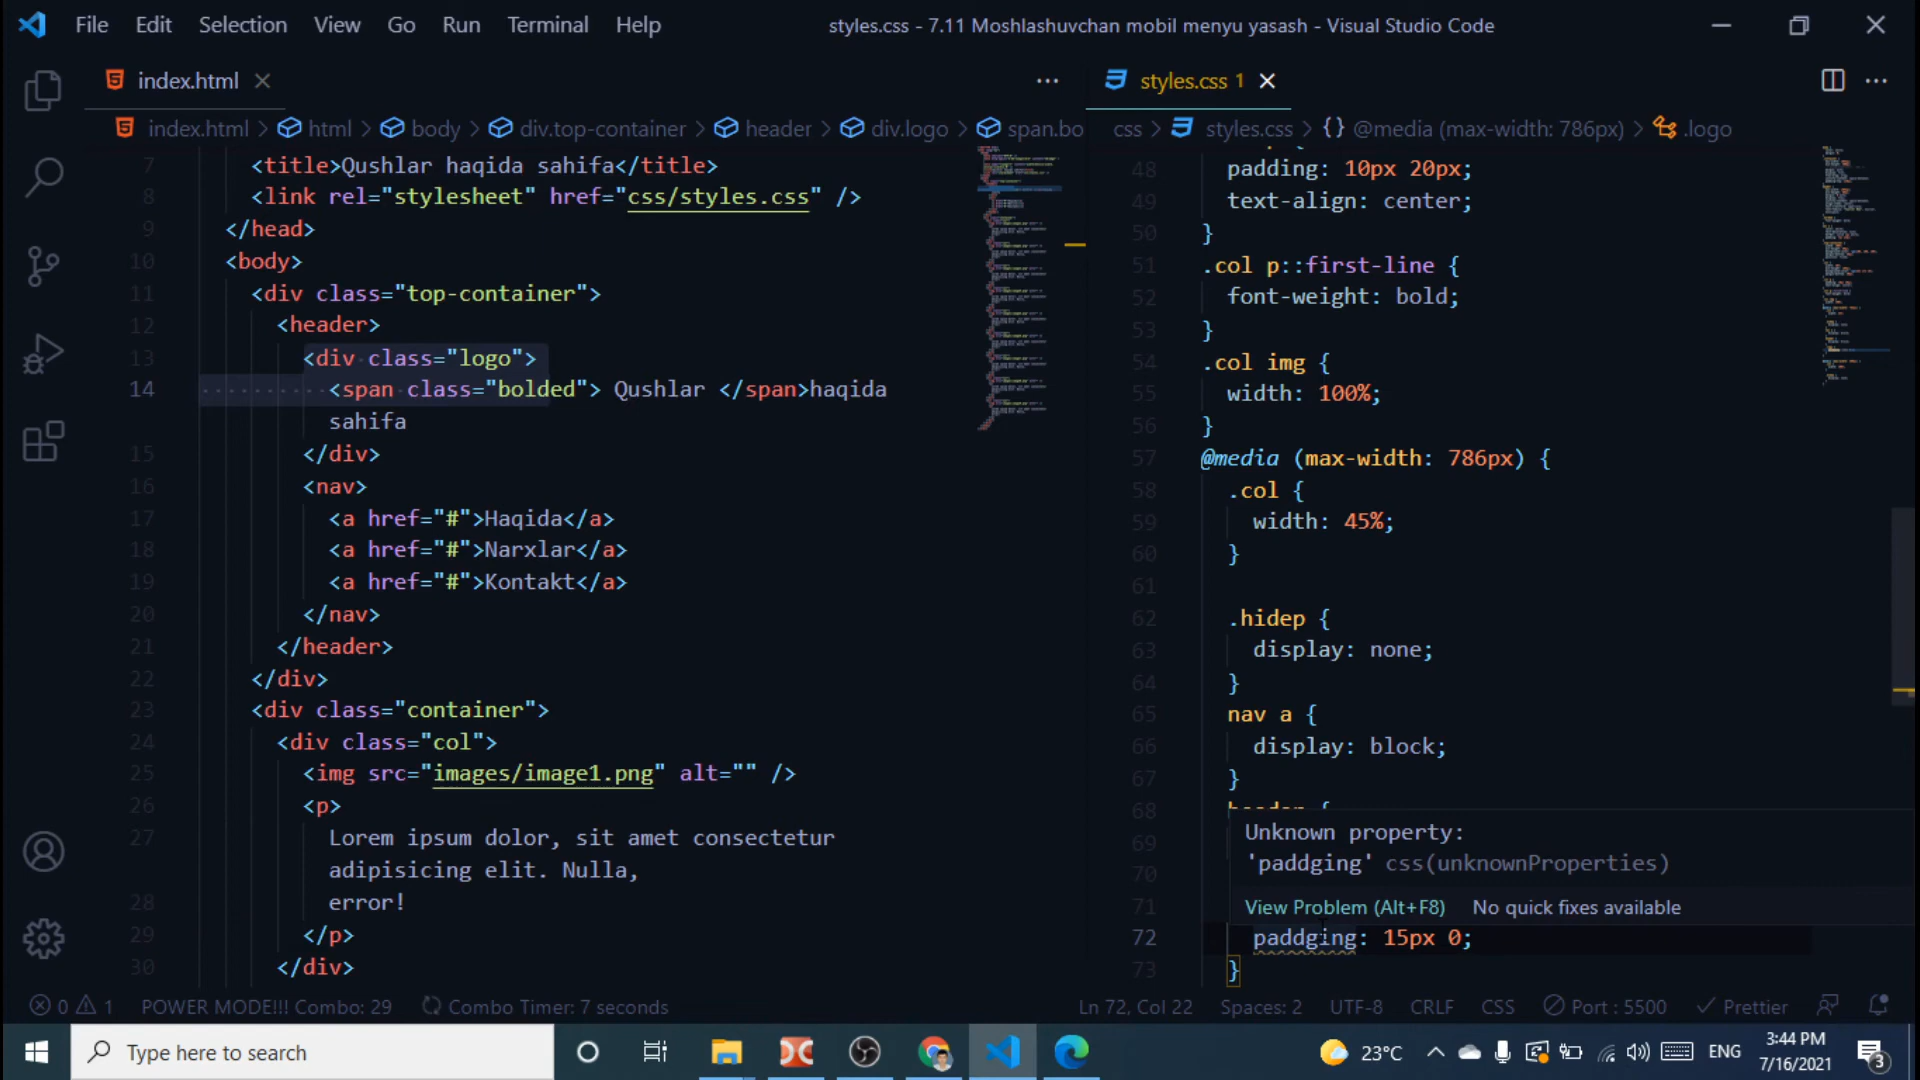 File Edit Selection View Go Run Terminal Help
styles.css - 7.11 Moshlashuvchan mobil menyu yasash - Visual Studio Code
index.html
index.html > html > body > div.top-container > header > div.logo > span.bo
7 <title>Qushlar haqida sahifa</title>
8 <link rel="stylesheet" href="css/styles.css" />
9 </head>
10 <body>
11 <div class="top-container">
12 <header>
13 <div class="logo">
14 <span class="bolded"> Qushlar </span>haqida
sahifa
15 </div>
16 <nav>
17 <a href="#">Haqida</a>
18 <a href="#">Narxlar</a>
19 <a href="#">Kontakt</a>
20 </nav>
21 </header>
22 </div>
23 <div class="container">
24 <div class="col">
25 <img src="images/image1.png" alt="" />
26 <p>
27 Lorem ipsum dolor, sit amet consectetur
adipisicing elit. Nulla,
28 error!
29 </p>
30 </div>
styles.css 1
css > styles.css > {} @media (max-width: 786px) > .logo
48 padding: 10px 20px;
49 text-align: center;
50 }
51 .col p::first-line {
52 font-weight: bold;
53 }
54 .col img {
55 width: 100%;
56 }
57 @media (max-width: 786px) {
58 .col {
59 width: 45%;
60 }
61
62 .hidep {
63 display: none;
64 }
65 nav a {
66 display: block;
67 }
68
69
70
71
Unknown property:
'paddging' css(unknownProperties)
View Problem (Alt+F8) No quick fixes available
72 paddging: 15px 0;
73 }
0 1 POWER MODE!!! Combo: 29 Combo Timer: 7 seconds
Ln 72, Col 22 Spaces: 2 UTF-8 CRLF CSS Port : 5500 Prettier
Type here to search
23°C ENG 3:44 PM
7/16/2021
3